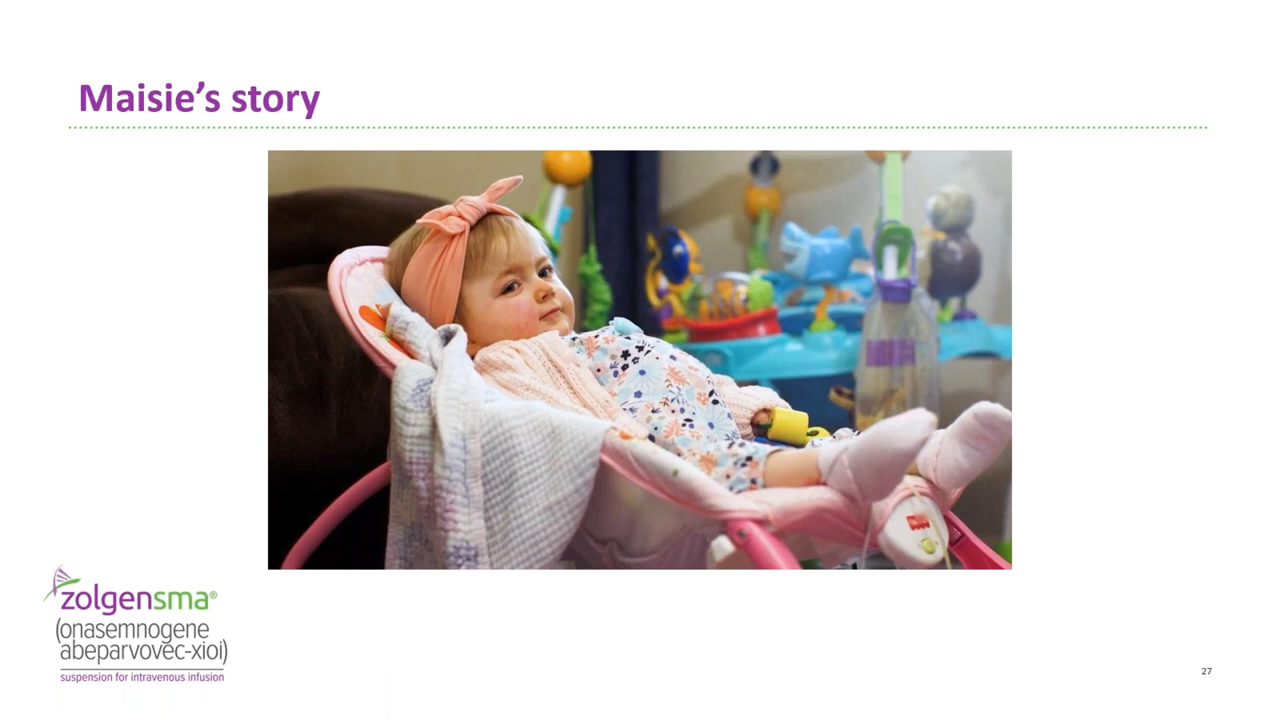 Maisie’s story
zolgensma®
(onasemnogene
abeparvovec-xioi)
suspension for intravenous infusion
27